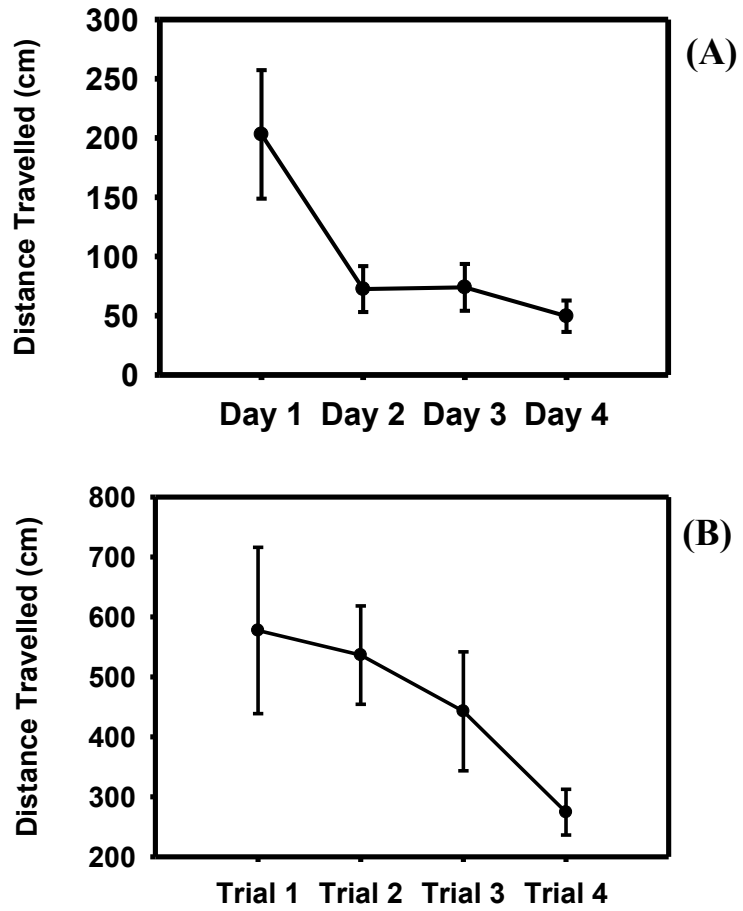 (A)
Distance Travelled (cm)
300
250
200
150
100
50
0
Day 1 Day 2 Day 3 Day 4
(B)
Distance Travelled (cm)
800
700
600
500
400
300
200
Trial 1 Trial 2 Trial 3 Trial 4